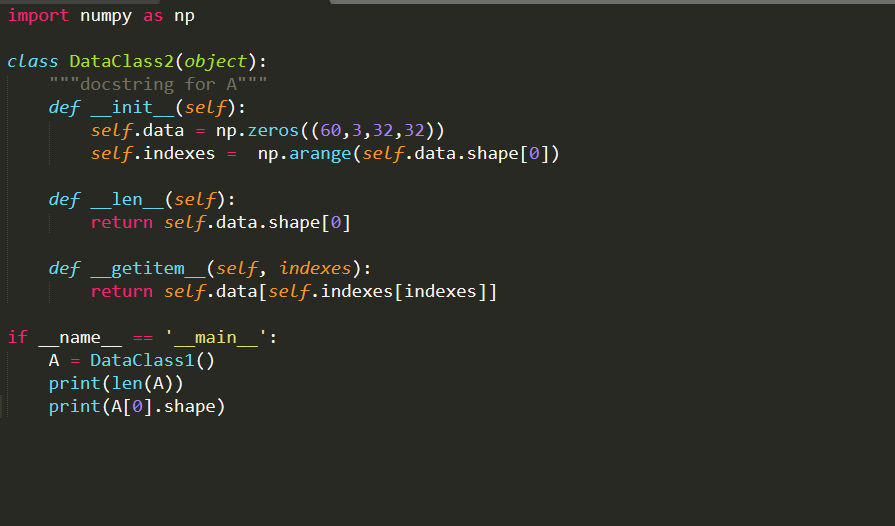 import numpy as np
class DataClass2(object):
"""docstring for A"""
def __init__(self):
self.data = np.zeros((60,3,32,32))
self.indexes =  np.arange(self.data.shape[0])
def __len__(self):
return self.data.shape[0]
def __getitem__(self, indexes):
return self.data[self.indexes[indexes]]
if __name__ == '__main__':
A = DataClass1()
print(len(A))
print(A[0].shape)